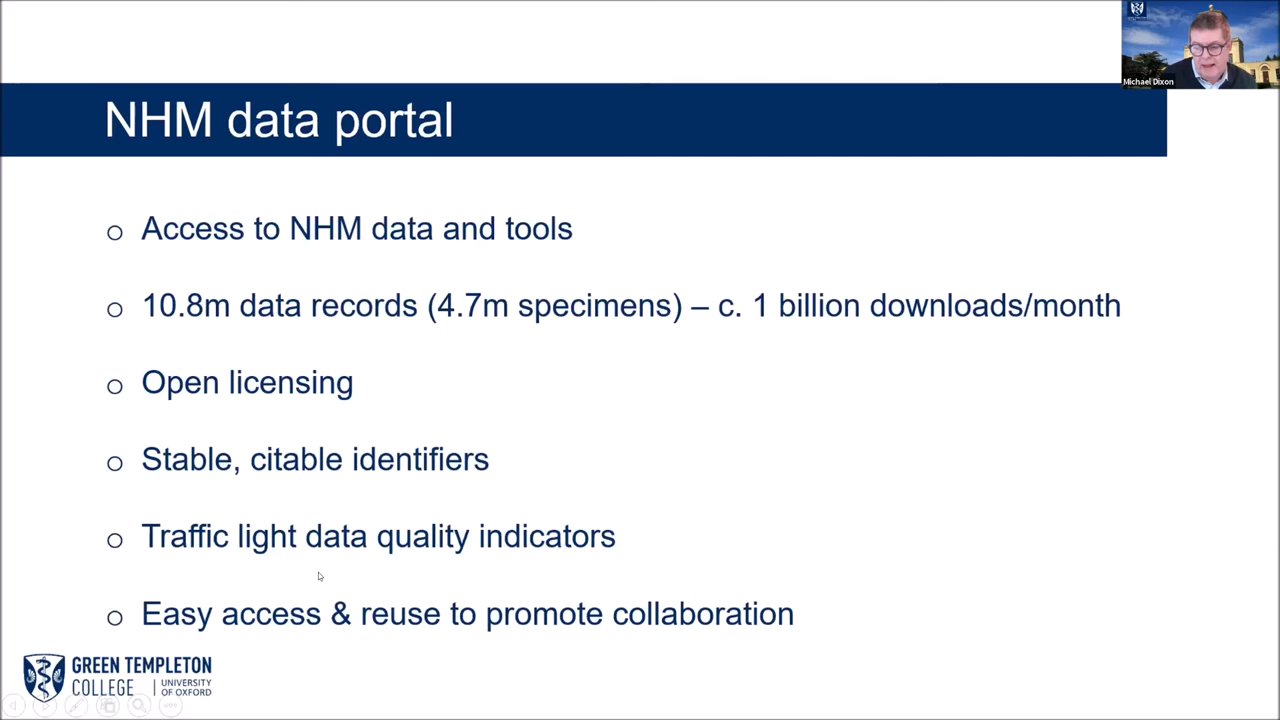 Michael Dixon
NHM data portal
o Access to NHM data and tools
o 10.8m data records (4.7m specimens) – c. 1 billion downloads/month
o Open licensing
o Stable, citable identifiers
o Traffic light data quality indicators
o Easy access & reuse to promote collaboration
GREEN TEMPLETON
COLLEGE | UNIVERSITY
OF OXFORD